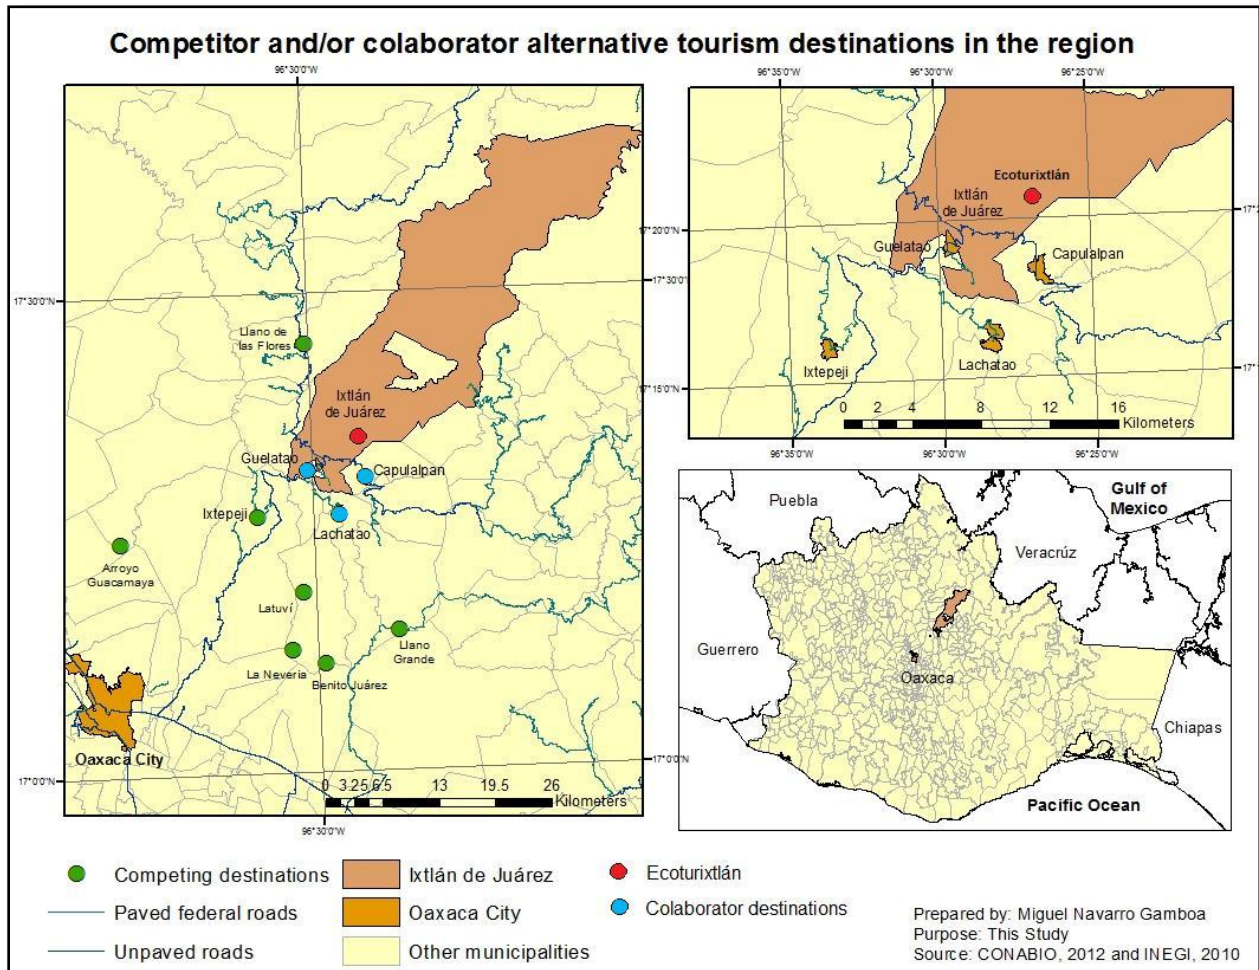 Competitor and/or colaborator alternative tourism destinations in the region
96°30'0"W
17°30'0"N
17°0'0"N
Llano de
las Flores
Ixtlán
de Juárez
Guelatao
Capulalpan
Ixtepeji
Lachatao
Arroyo
Guacamaya
Latuví
Llano
Grande
La Neveria
Benito Juárez
Oaxaca City
0 3.25 6.5 13 19.5 26
Kilometers
96°30'0"W
96°35'0"W 96°30'0"W 96°25'0"W
Ecoturixtlán
Ixtlán
de Juárez
17°2
17°20'0"N
Guelatao
Capulalpan
17°30'0"N
Ixtepeji
Lachatao
17°1
17°15'0"N
0 2 4 8 12 16
Kilometers
96°35'0"W 96°30'0"W 96°25'0"W
Puebla
Gulf of
Mexico
Veracrúz
Guerrero
Oaxaca
Chiapas
Pacific Ocean
17°0'0"N
Competing destinations
Paved federal roads
Unpaved roads
Ixtlán de Juárez
Oaxaca City
Other municipalities
Ecoturixtlán
Colaborator destinations
Prepared by: Miguel Navarro Gamboa
Purpose: This Study
Source: CONABIO, 2012 and INEGI, 2010